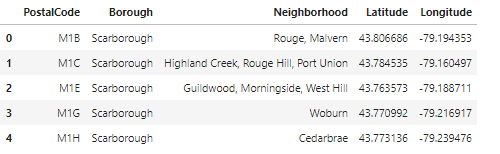 PostalCode Borough Neighborhood Latitude Longitude
0 M1B Scarborough Rouge, Malvern 43.806686 -79.194353
1 M1C Scarborough Highland Creek, Rouge Hill, Port Union 43.784535 -79.160497
2 M1E Scarborough Guildwood, Morningside, West Hill 43.763573 -79.188711
3 M1G Scarborough Woburn 43.770992 -79.216917
4 M1H Scarborough Cedarbrae 43.773136 -79.239476